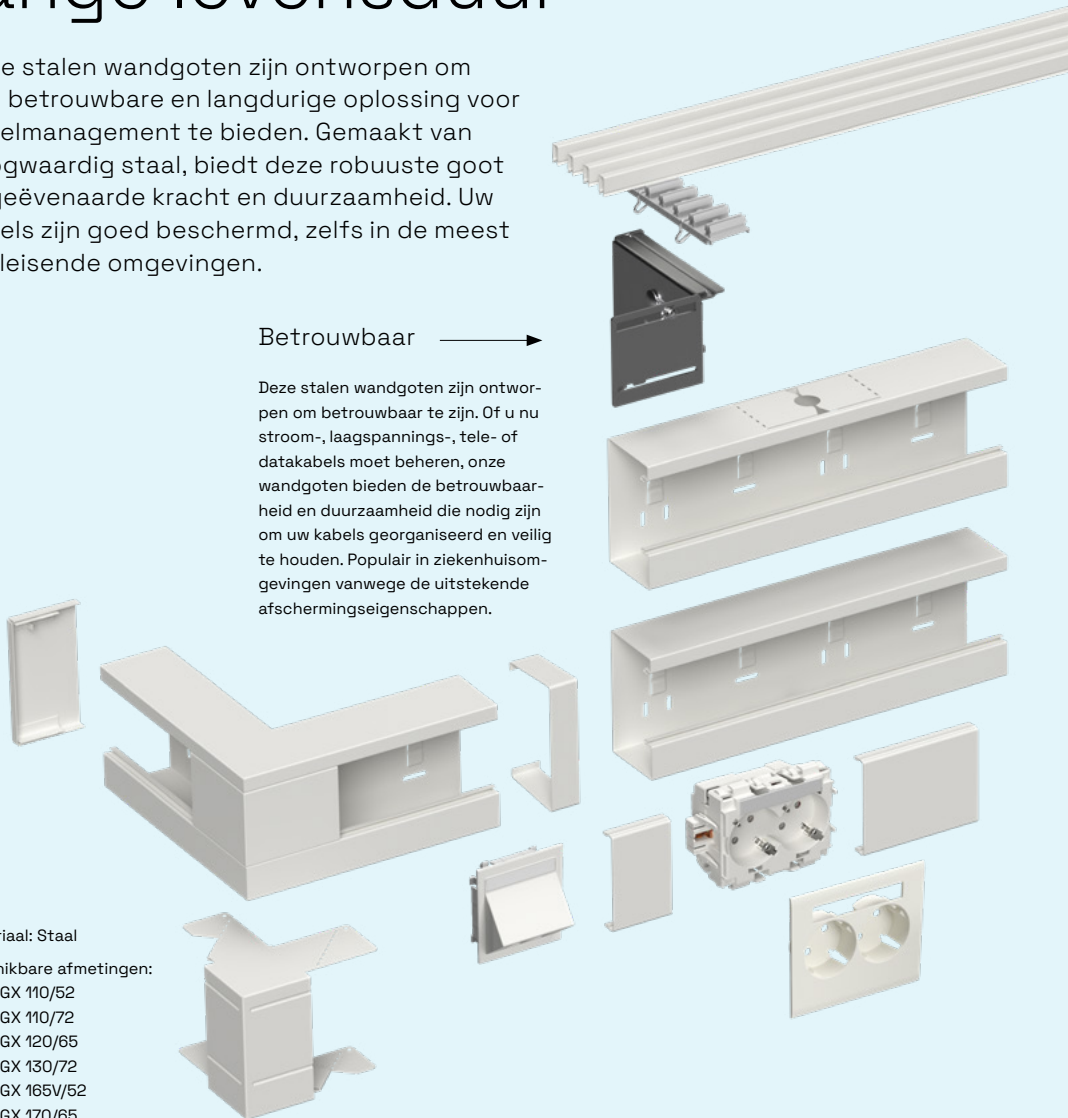 ange levensduur
e stalen wandgoten zijn ontworpen om
betrouwbare en langdurige oplossing voor
elmanagement te bieden. Gemaakt van
ogwaardig staal, biedt deze robuuste goot
geëvenaarde kracht en duurzaamheid. Uw
els zijn goed beschermd, zelfs in de meest
leisende omgevingen.
Betrouwbaar
Deze stalen wandgoten zijn ontwor-
pen om betrouwbaar te zijn. Of u nu
stroom-, laagspannings-, tele- of
datakabels moet beheren, onze
wandgoten bieden de betrouwbaar-
heid en duurzaamheid die nodig zijn
om uw kabels georganiseerd en veilig
te houden. Populair in ziekenhuisom-
gevingen vanwege de uitstekende
afschermingseigenschappen.
riaal: Staal
hikbare afmetingen:
GX 110/52
GX 110/72
GX 120/65
GX 130/72
GX 165V/52
GX 170/65